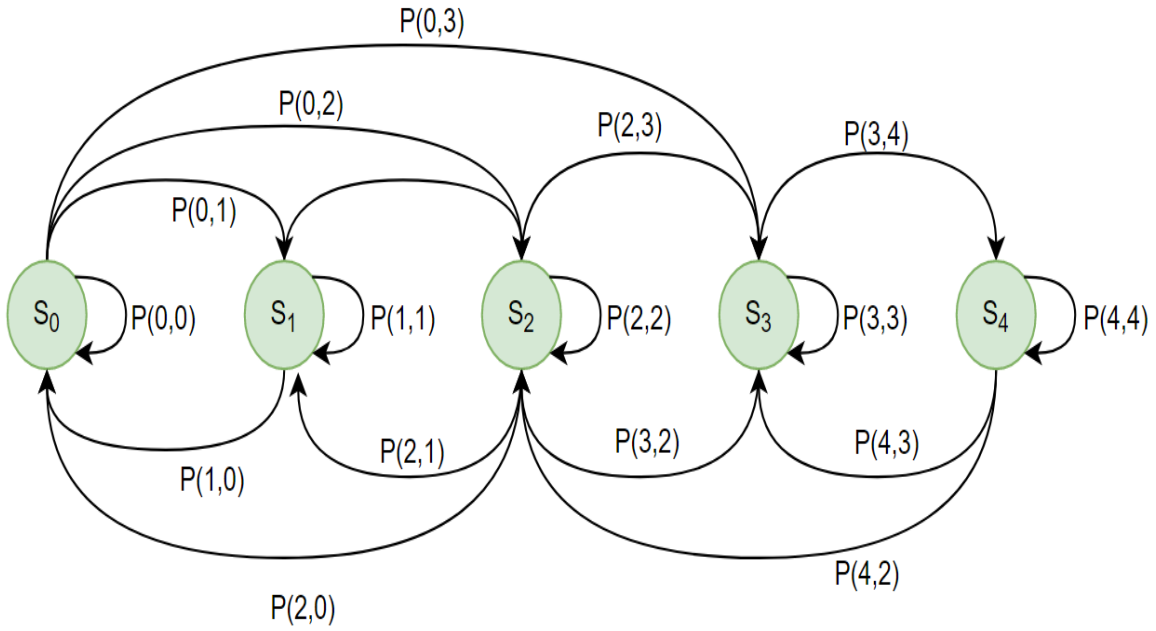 P(0,3)
P(0,2)
P(2,3)
P(3,4)
P(0,1)
S0
P(0,0)
S1
P(1,1)
S2
P(2,2)
S3
P(3,3)
S4
P(4,4)
P(2,1)
P(3,2)
P(4,3)
P(1,0)
P(4,2)
P(2,0)